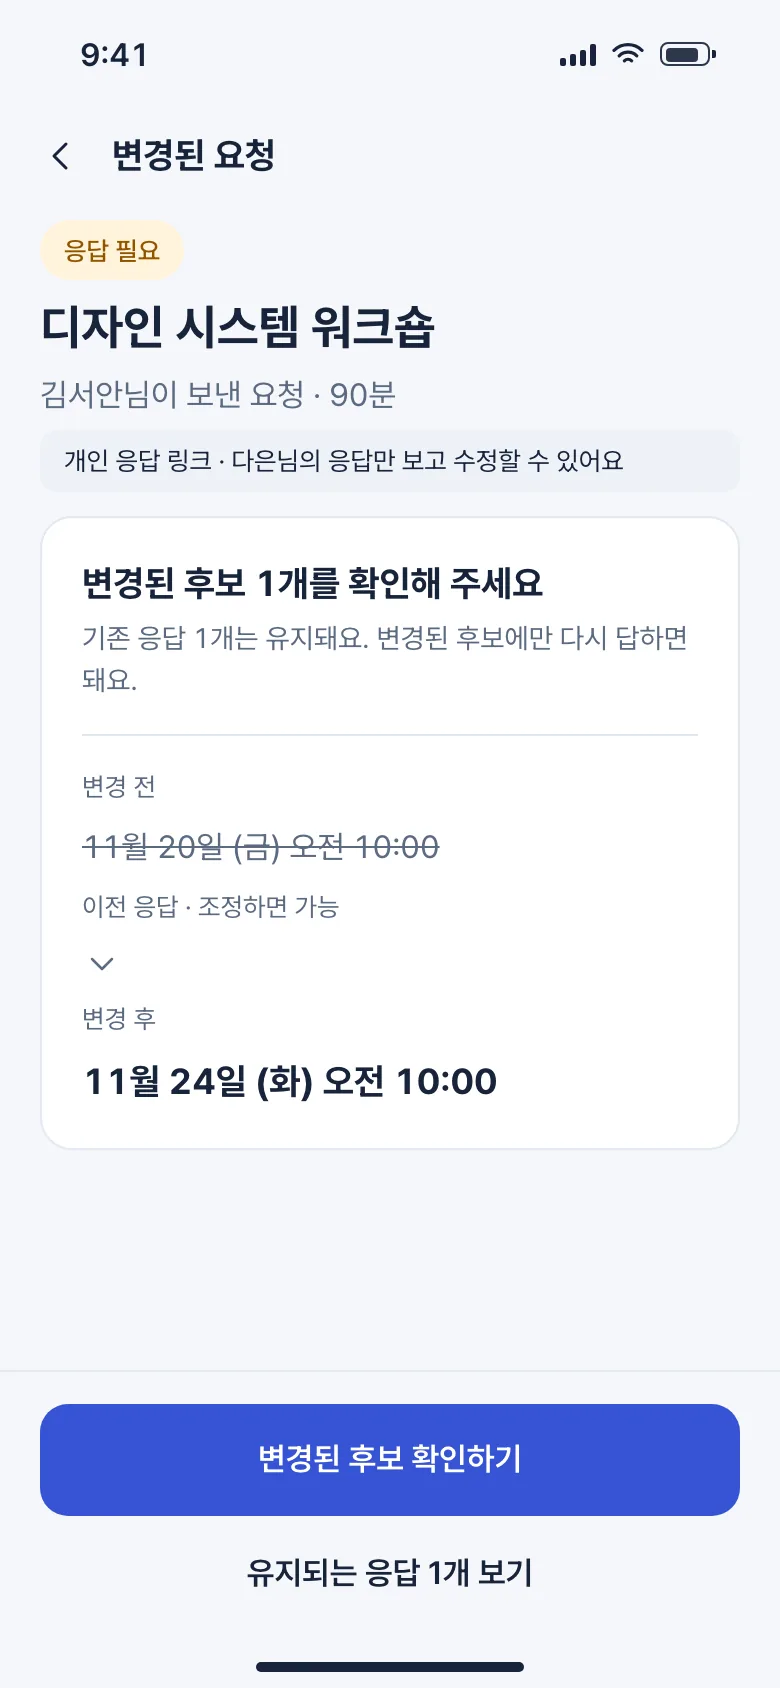 9:41
변경된 요청
응답 필요
디자인 시스템 워크숍
김서안님이 보낸 요청 · 90분
개인 응답 링크 · 다은님의 응답만 보고 수정할 수 있어요
변경된 후보 1개를 확인해 주세요
기존 응답 1개는 유지돼요. 변경된 후보에만 다시 답하면
돼요.
변경 전
11월 20일 (금) 오전 10:00
이전 응답 · 조정하면 가능
변경 후
11월 24일 (화) 오전 10:00
변경된 후보 확인하기
유지되는 응답 1개 보기